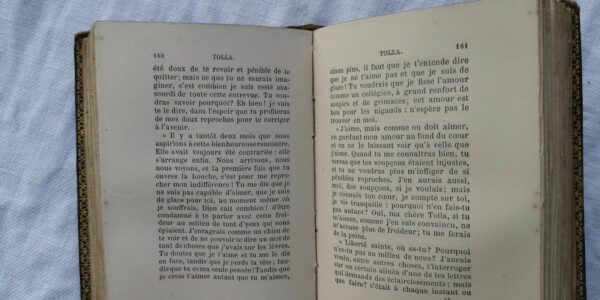 160 TOLLA.
été doux de te revoir et pénible de te
quitter; mais ce que tu ne saurais ima-
giner, c'est combien je suis resté aba-
sourdi de toute cette entrevue. Tu vou-
dras savoir pourquoi? Eh bien! je vais
te le dire, dans l'espoir que tu profiteras
de mes doux reproches pour te corriger
à l'avenir.
« Il y a tantôt deux mois que nous
aspirions à cette bienheureuse rencontre.
Elle avait toujours été contrariée : elle
s'arrange enfin. Nous arrivons, nous
nous voyons, et la première fois que tu
ouvres la bouche, c'est pour me repro-
cher mon indifférence! Tu me dis que je
ne suis pas capable d'aimer, que je suis
de glace pour toi, au moment même où
je souffrais, Dieu sait combien! d'être
condamné à te parler avec cette froi-
deur au milieu de tant d'yeux qui nous
épiaient. J'enrageais comme un chien de
te voir et de ne pouvoir te dire un mot de
tant de choses que j'avais sur les lèvres.
Tu doutes que je t'aime et tu me le dis
en face, tandis que je perds la tête; tan-
dis que tu es ma seule pensée! Tandis que
je crois t'aimer autant que tu m'aimes,
TOLLA. 161
sinon plus, il faut que je t'entende dire
que je ne t'aime pas et que je suis de
glace! Tu voudrais que je fisse l'amour
comme un collégien, à grand renfort de
soupirs et de grimaces; cet amour est
bon pour les nigauds : n'espère pas le
trouver en moi.
« J'aime, mais comme on doit aimer,
en gardant mon amour au fond du cœur
et en ne le laissant voir qu'à celle que
j'aime. Quand tu me connaîtras bien, tu
verras que tes soupçons étaient injustes,
et tu ne voudras plus m'infliger de si
pénibles reproches. J'en aurais aussi,
moi, des soupçons, si je voulais; mais
je connais ton cœur, je compte sur toi,
je vis tranquille : pourquoi n'en fais-tu
pas autant? Oui, ma chère Tolla, si tu
m'aimes, comme j'en suis convaincu, ne
m'accuse plus de froideur; tu me ferais
de la peine.
« Liberté sainte, où es-tu? Pourquoi
n'es-tu pas au milieu de nous? J'aurais
voulu, entre autres choses, t'interroger
sur un certain alinéa d'une de tes lettres
qui demande des éclaircissements; mais
que faire? c'était à chaque instant ou